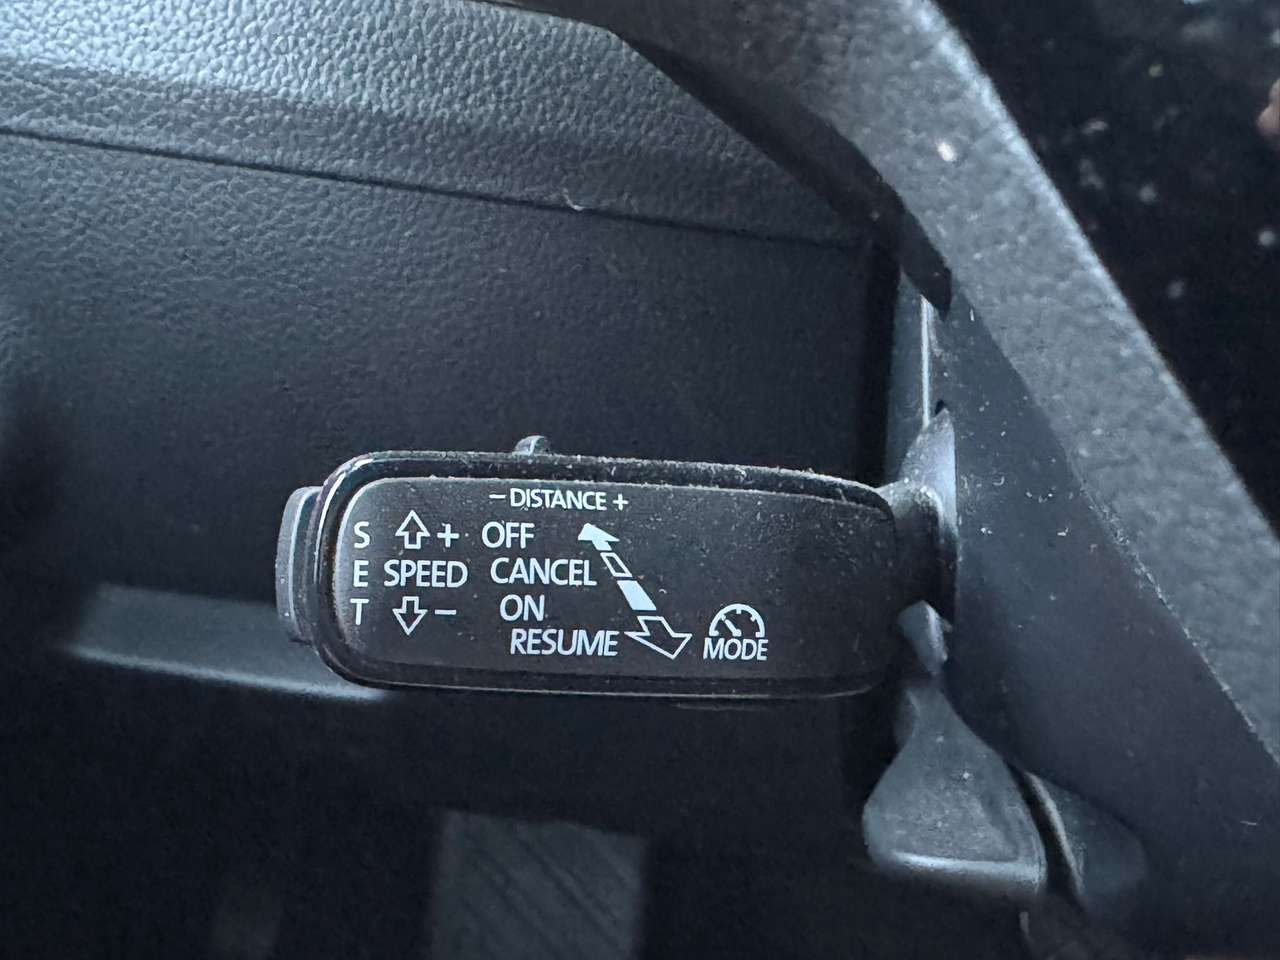 − DISTANCE +
S + OFF
E SPEED CANCEL
T − ON
RESUME MODE